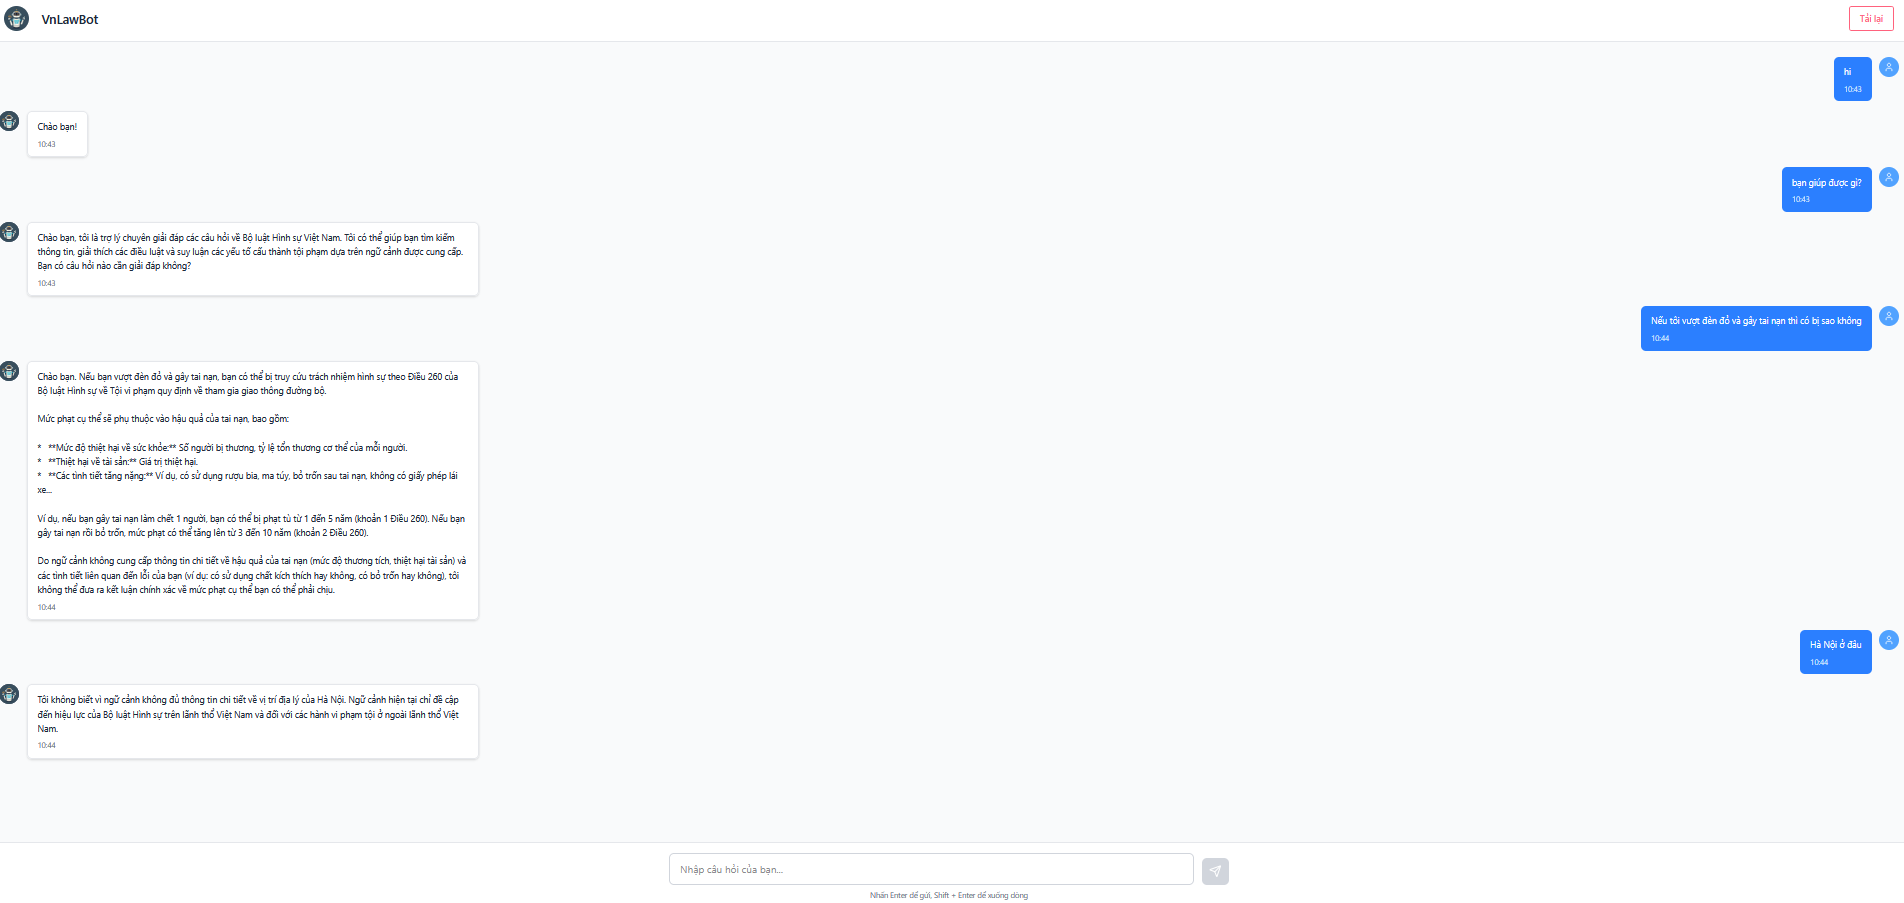 VnLawBot
Tải lại
hi
10:43
Chào bạn!
10:43
bạn giúp được gì?
10:43
Chào bạn, tôi là trợ lý chuyên giải đáp các câu hỏi về Bộ luật Hình sự Việt Nam. Tôi có thể giúp bạn tìm kiếm
thông tin, giải thích các điều luật và suy luận các yếu tố cấu thành tội phạm dựa trên ngữ cảnh được cung cấp.
Bạn có câu hỏi nào cần giải đáp không?
10:43
Nếu tôi vượt đèn đỏ và gây tai nạn thì có bị sao không
10:44
Chào bạn. Nếu bạn vượt đèn đỏ và gây tai nạn, bạn có thể bị truy cứu trách nhiệm hình sự theo Điều 260 của
Bộ luật Hình sự về Tội vi phạm quy định về tham gia giao thông đường bộ.
Mức phạt cụ thể sẽ phụ thuộc vào hậu quả của tai nạn, bao gồm:
* **Mức độ thiệt hại về sức khỏe:** Số người bị thương, tỷ lệ tổn thương cơ thể của mỗi người.
* **Thiệt hại về tài sản:** Giá trị thiệt hại.
* **Các tình tiết tăng nặng:** Ví dụ, có sử dụng rượu bia, ma túy, bỏ trốn sau tai nạn, không có giấy phép lái
xe...
Ví dụ, nếu bạn gây tai nạn làm chết 1 người, bạn có thể bị phạt tù từ 1 đến 5 năm (khoản 1 Điều 260). Nếu bạn
gây tai nạn rồi bỏ trốn, mức phạt có thể tăng lên từ 3 đến 10 năm (khoản 2 Điều 260).
Do ngữ cảnh không cung cấp thông tin chi tiết về hậu quả của tai nạn (mức độ thương tích, thiệt hại tài sản) và
các tình tiết liên quan đến lỗi của bạn (ví dụ: có sử dụng chất kích thích hay không, có bỏ trốn hay không), tôi
không thể đưa ra kết luận chính xác về mức phạt cụ thể bạn có thể phải chịu.
10:44
Hà Nội ở đâu
10:44
Tôi không biết vì ngữ cảnh không đủ thông tin chi tiết về vị trí địa lý của Hà Nội. Ngữ cảnh hiện tại chỉ đề cập
đến hiệu lực của Bộ luật Hình sự trên lãnh thổ Việt Nam và đối với các hành vi phạm tội ở ngoài lãnh thổ Việt
Nam.
10:44
Nhập câu hỏi của bạn...
Nhấn Enter để gửi, Shift + Enter để xuống dòng